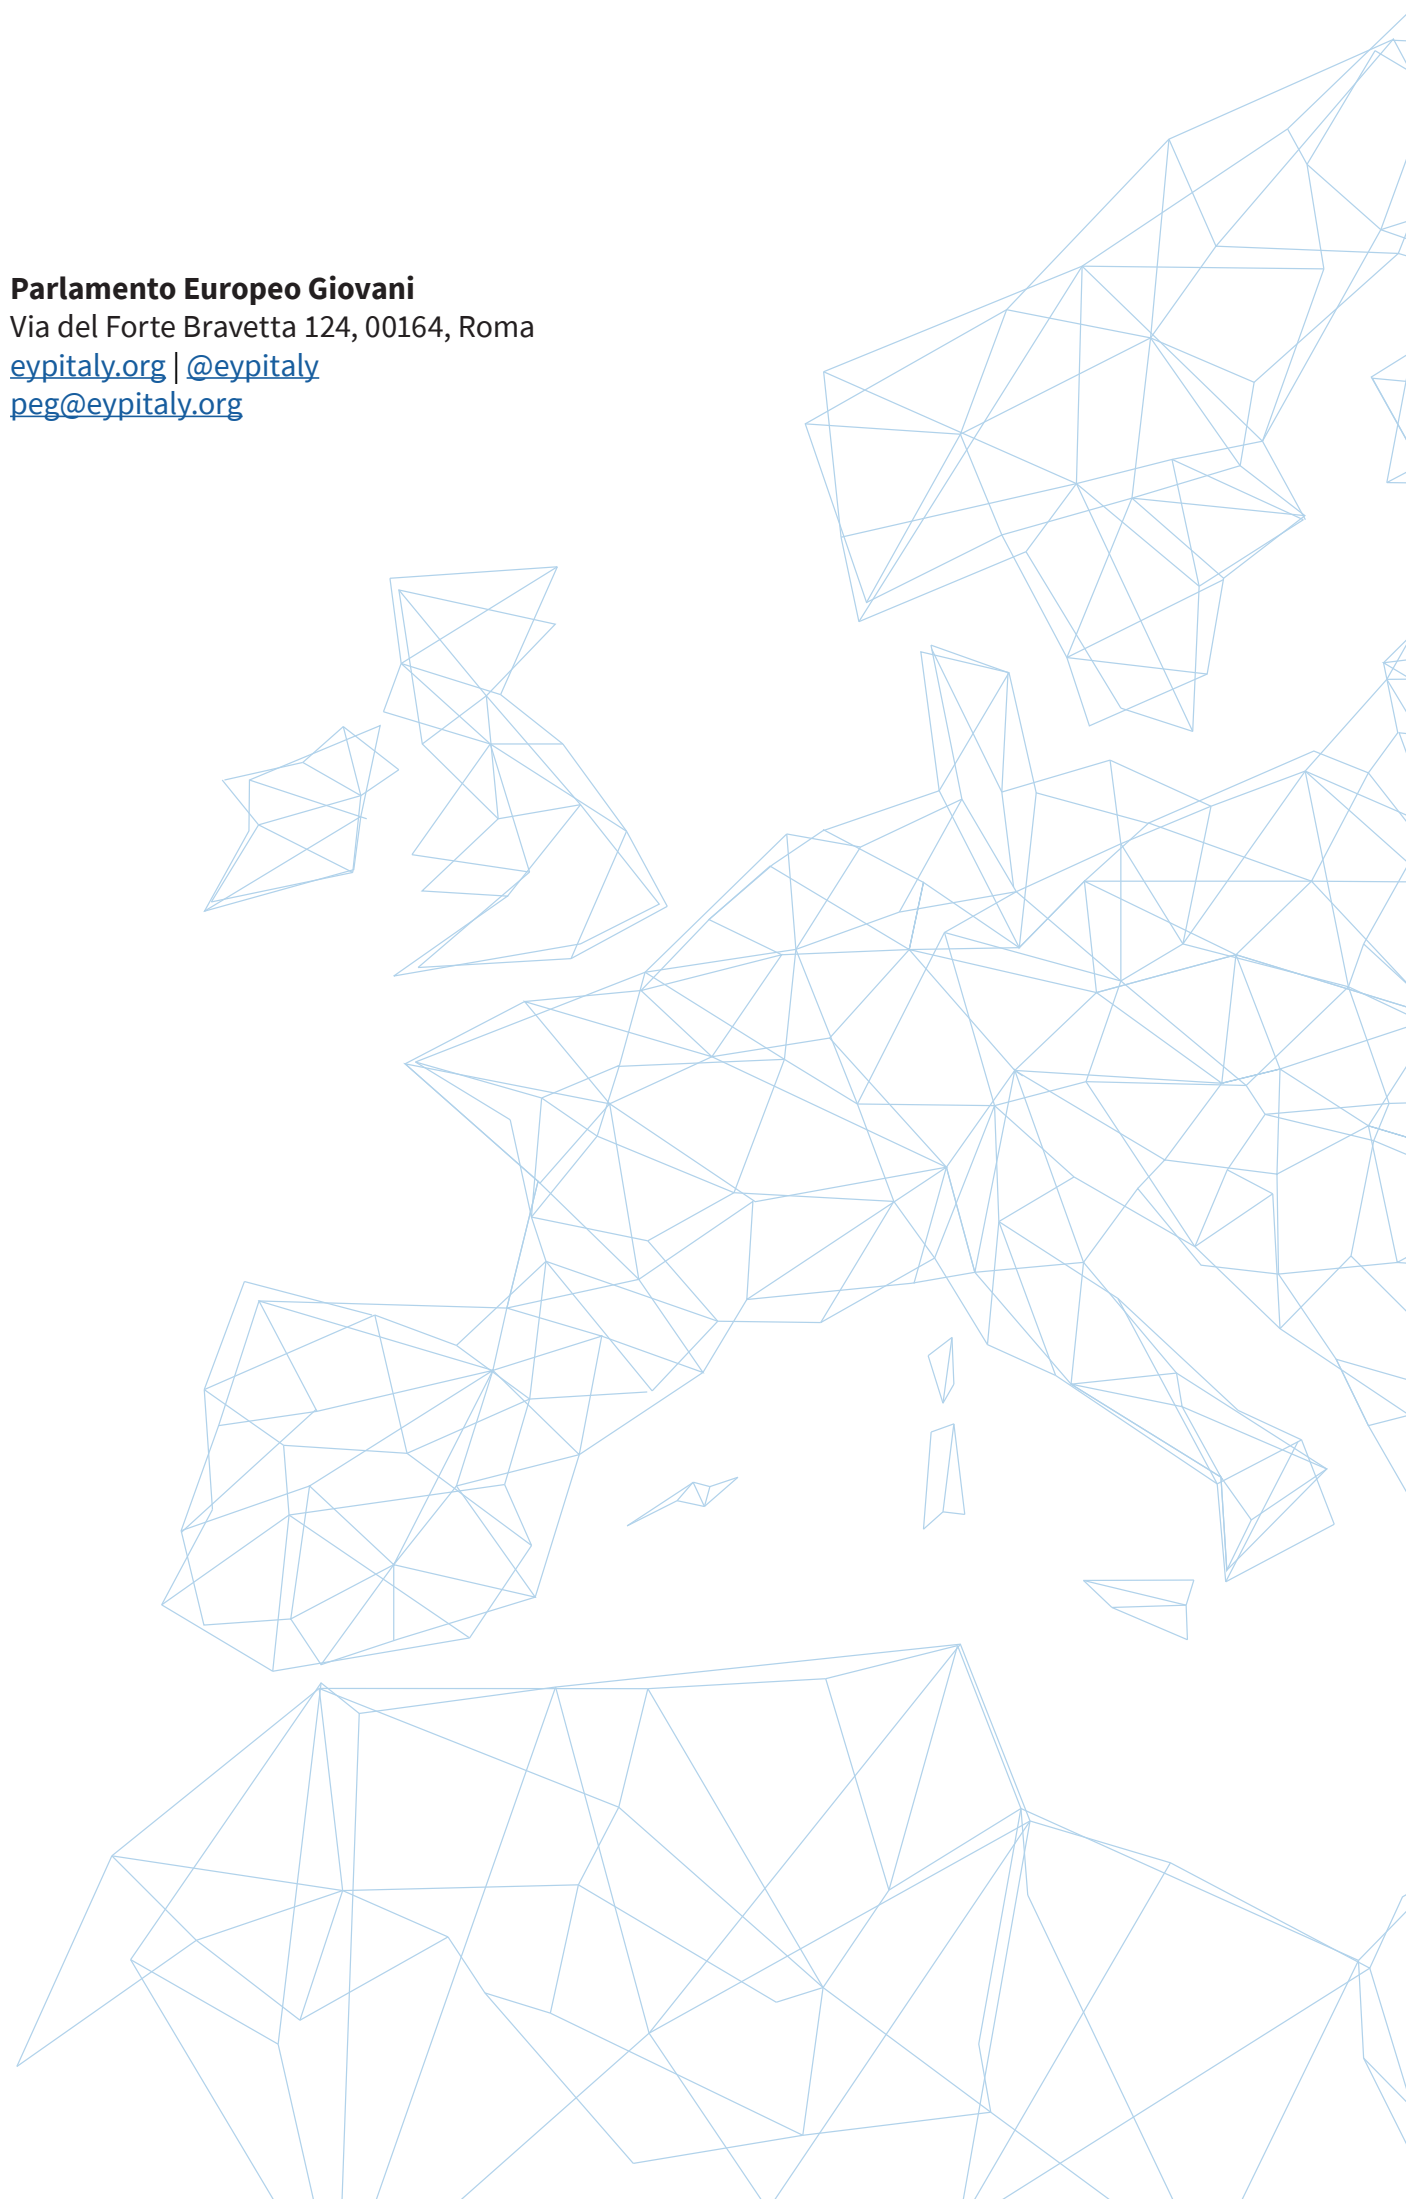 Parlamento Europeo Giovani
Via del Forte Bravetta 124, 00164, Roma
eypitaly.org | @eypitaly
peg@eypitaly.org